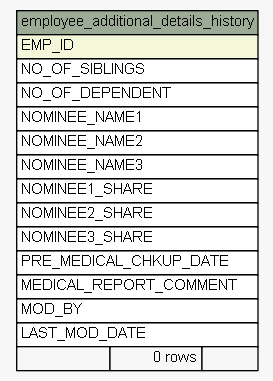 employee_additional_details_history
EMP_ID
NO_OF_SIBLINGS
NO_OF_DEPENDENT
NOMINEE_NAME1
NOMINEE_NAME2
NOMINEE_NAME3
NOMINEE1_SHARE
NOMINEE2_SHARE
NOMINEE3_SHARE
PRE_MEDICAL_CHKUP_DATE
MEDICAL_REPORT_COMMENT
MOD_BY
LAST_MOD_DATE
0 rows